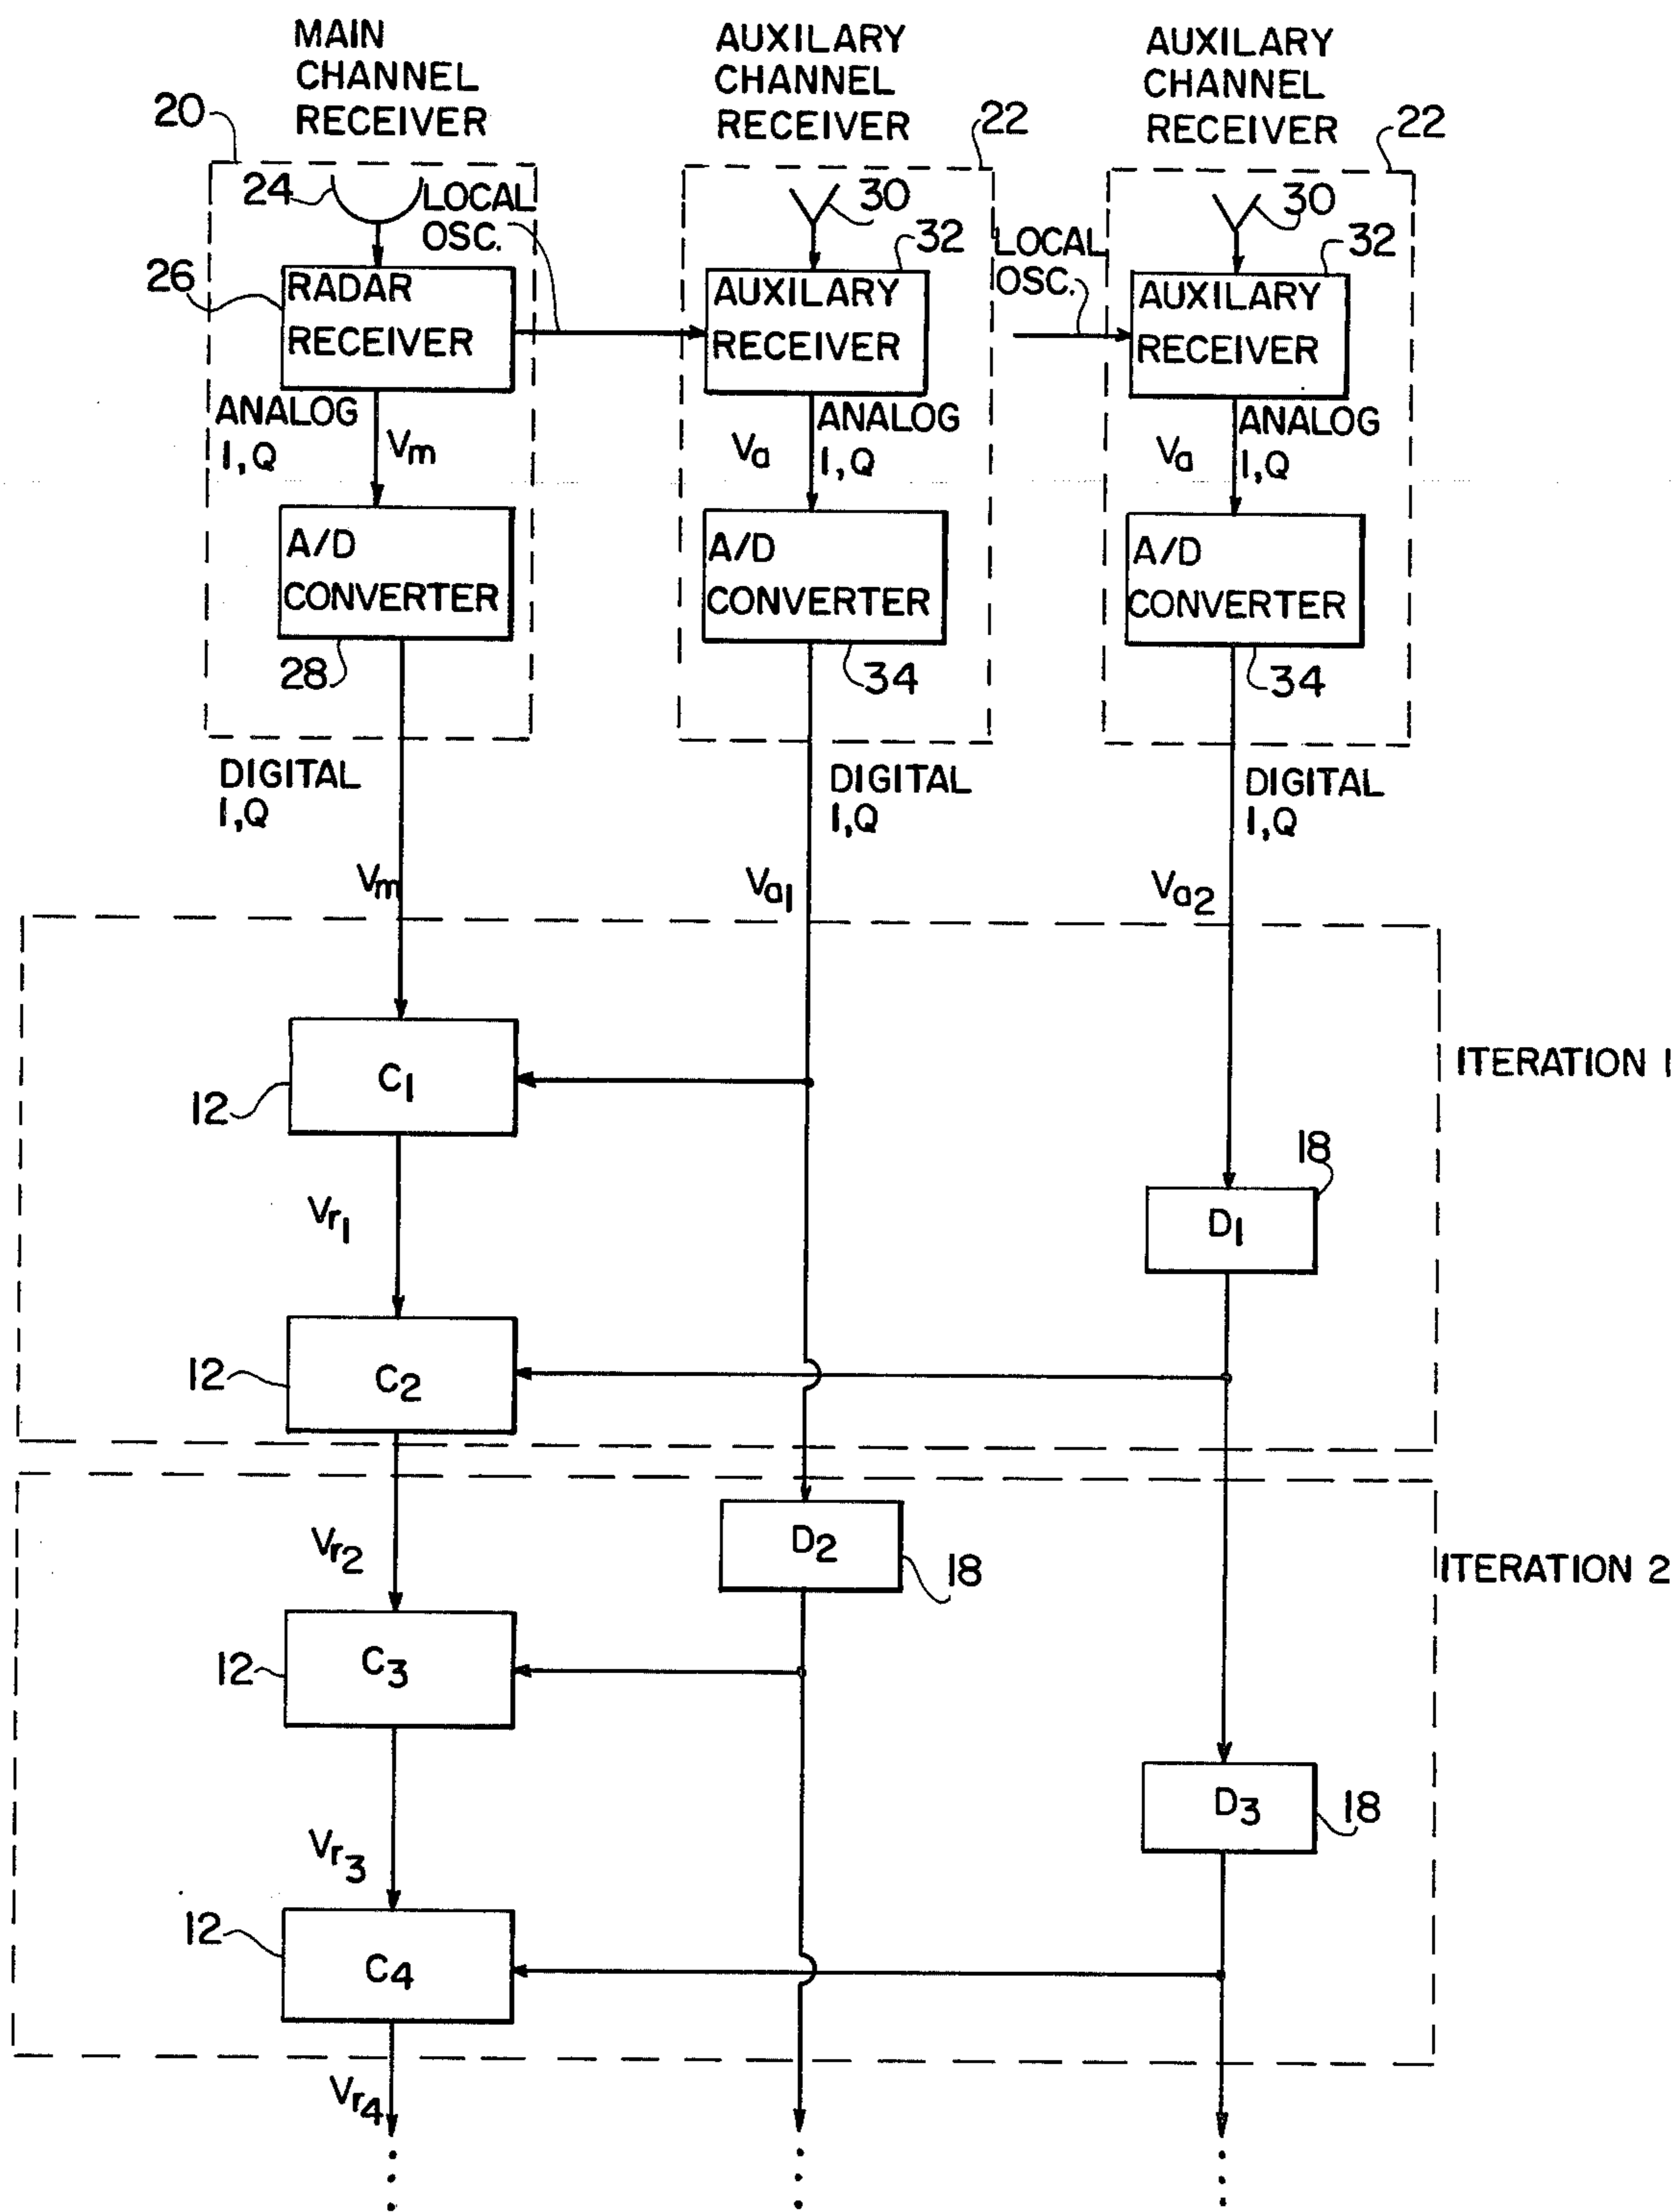 MAIN
CHANNEL
RECEIVER
AUXILARY
CHANNEL
RECEIVER
AUXILARY
CHANNEL
RECEIVER
20
22
22
24
LOCAL
OSC.
30
32
LOCAL
OSC.
30
32
26
RADAR
RECEIVER
AUXILARY
RECEIVER
AUXILARY
RECEIVER
ANALOG
I,Q
Vm
Va
ANALOG
I,Q
Va
ANALOG
I,Q
A/D
CONVERTER
A/D
CONVERTER
A/D
CONVERTER
28
34
34
DIGITAL
I,Q
DIGITAL
I,Q
DIGITAL
I,Q
Vm
Va1
Va2
C1
12
ITERATION 1
18
D1
Vr1
C2
12
Vr2
D2
18
ITERATION 2
C3
12
D3
18
Vr3
12
C4
Vr4